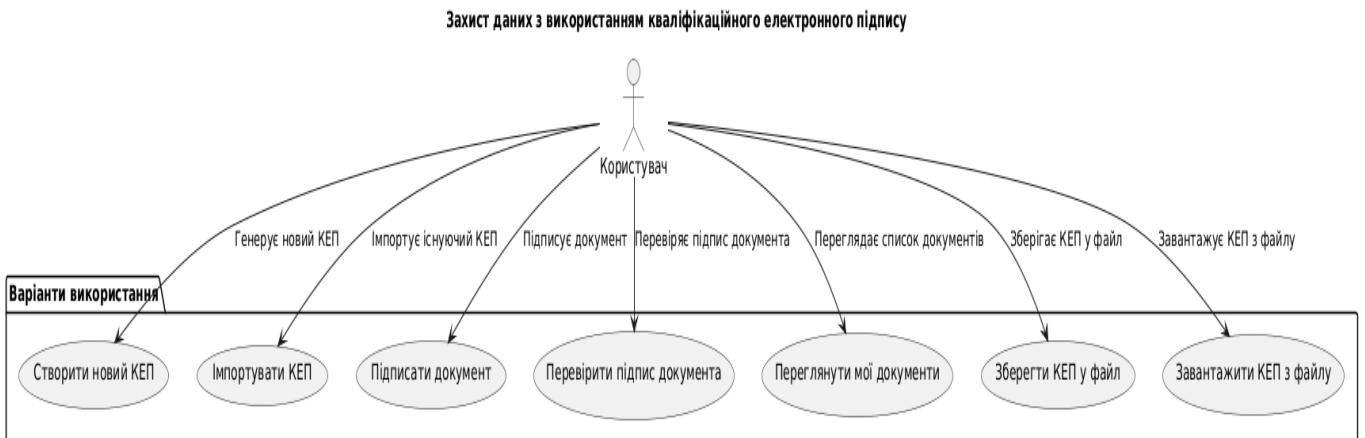 Захист даних з використанням кваліфікаційного електронного підпису
Користувач
Генерує новий КЕП
Імпортує існуючий КЕП
Підписує документ
Перевіряє підпис документа
Переглядає список документів
Зберігає КЕП у файл
Завантажує КЕП з файлу
Варіанти використання
Створити новий КЕП
Імпортувати КЕП
Підписати документ
Перевірити підпис документа
Переглянути мої документи
Зберегти КЕП у файл
Завантажити КЕП з файлу